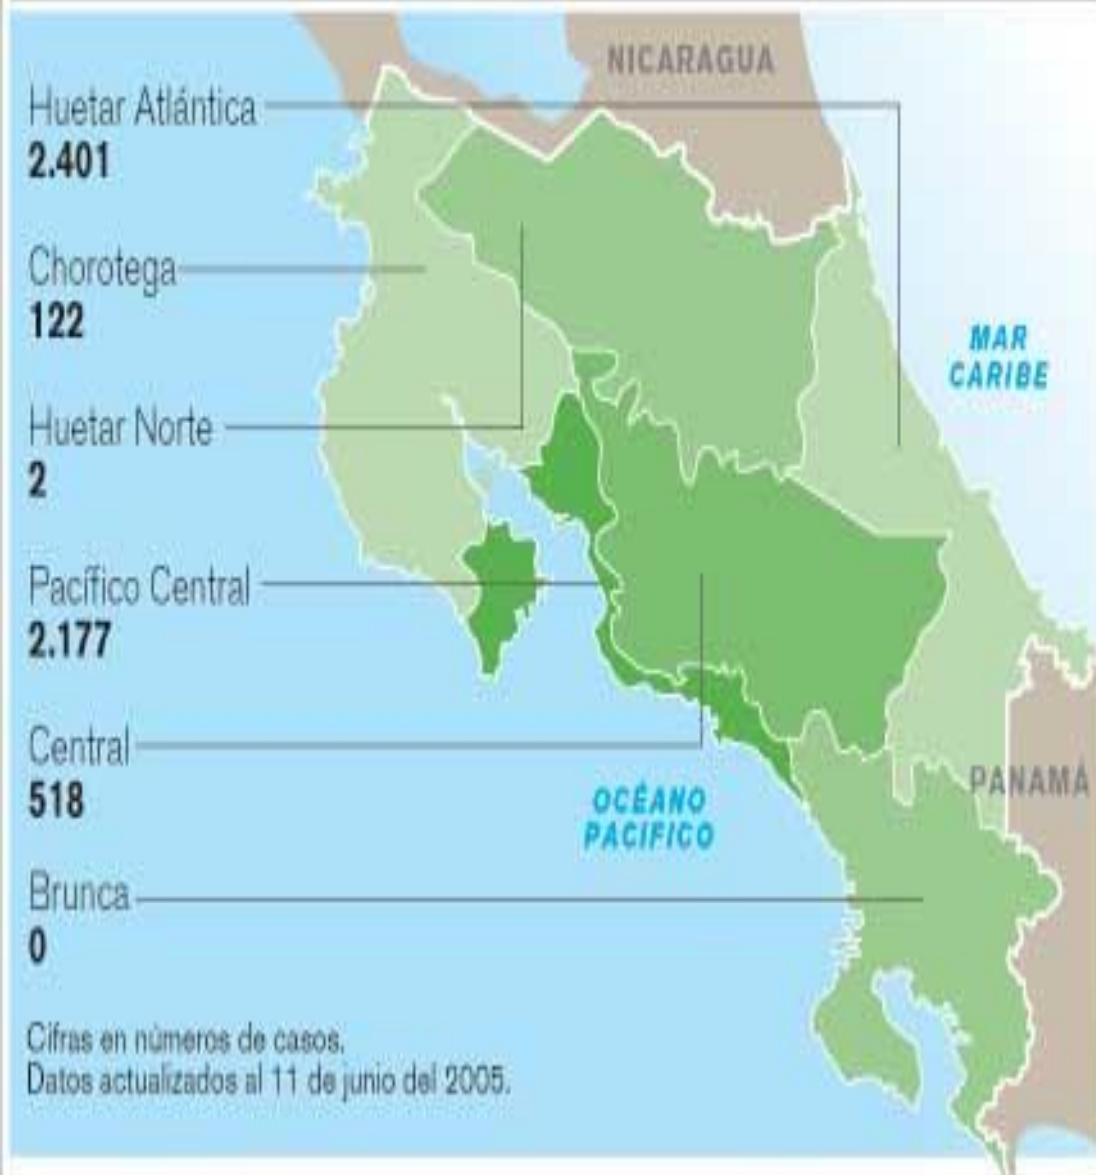 NICARAGUA
Huetar Atlántica
2.401
Chorotega
122
MAR
CARIBE
Huetar Norte
2
Pacífico Central
2.177
Central
518
PANAMÁ
OCÉANO
PACIFICO
Brunca
0
Cifras en números de casos.
Datos actualizados al 11 de junio del 2005.